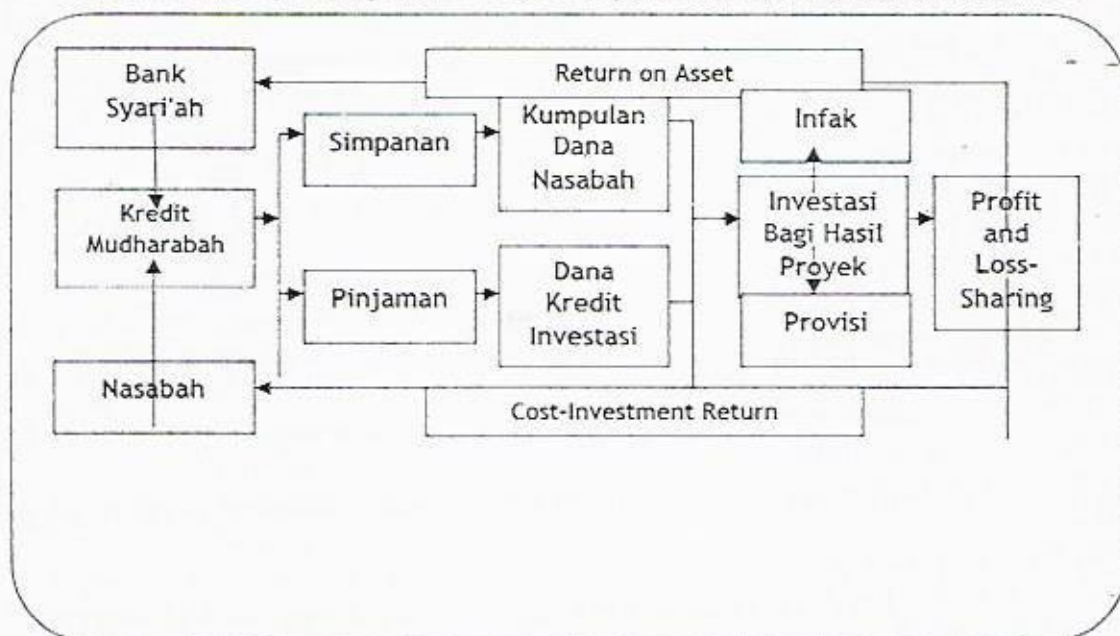 Bank
Syari'ah
Return on Asset
Simpanan
Kumpulan
Dana
Nasabah
Infak
Kredit
Mudharabah
Investasi
Bagi Hasil
Proyek
Profit
and
Loss-
Sharing
Pinjaman
Dana
Kredit
Investasi
Provisi
Nasabah
Cost-Investment Return